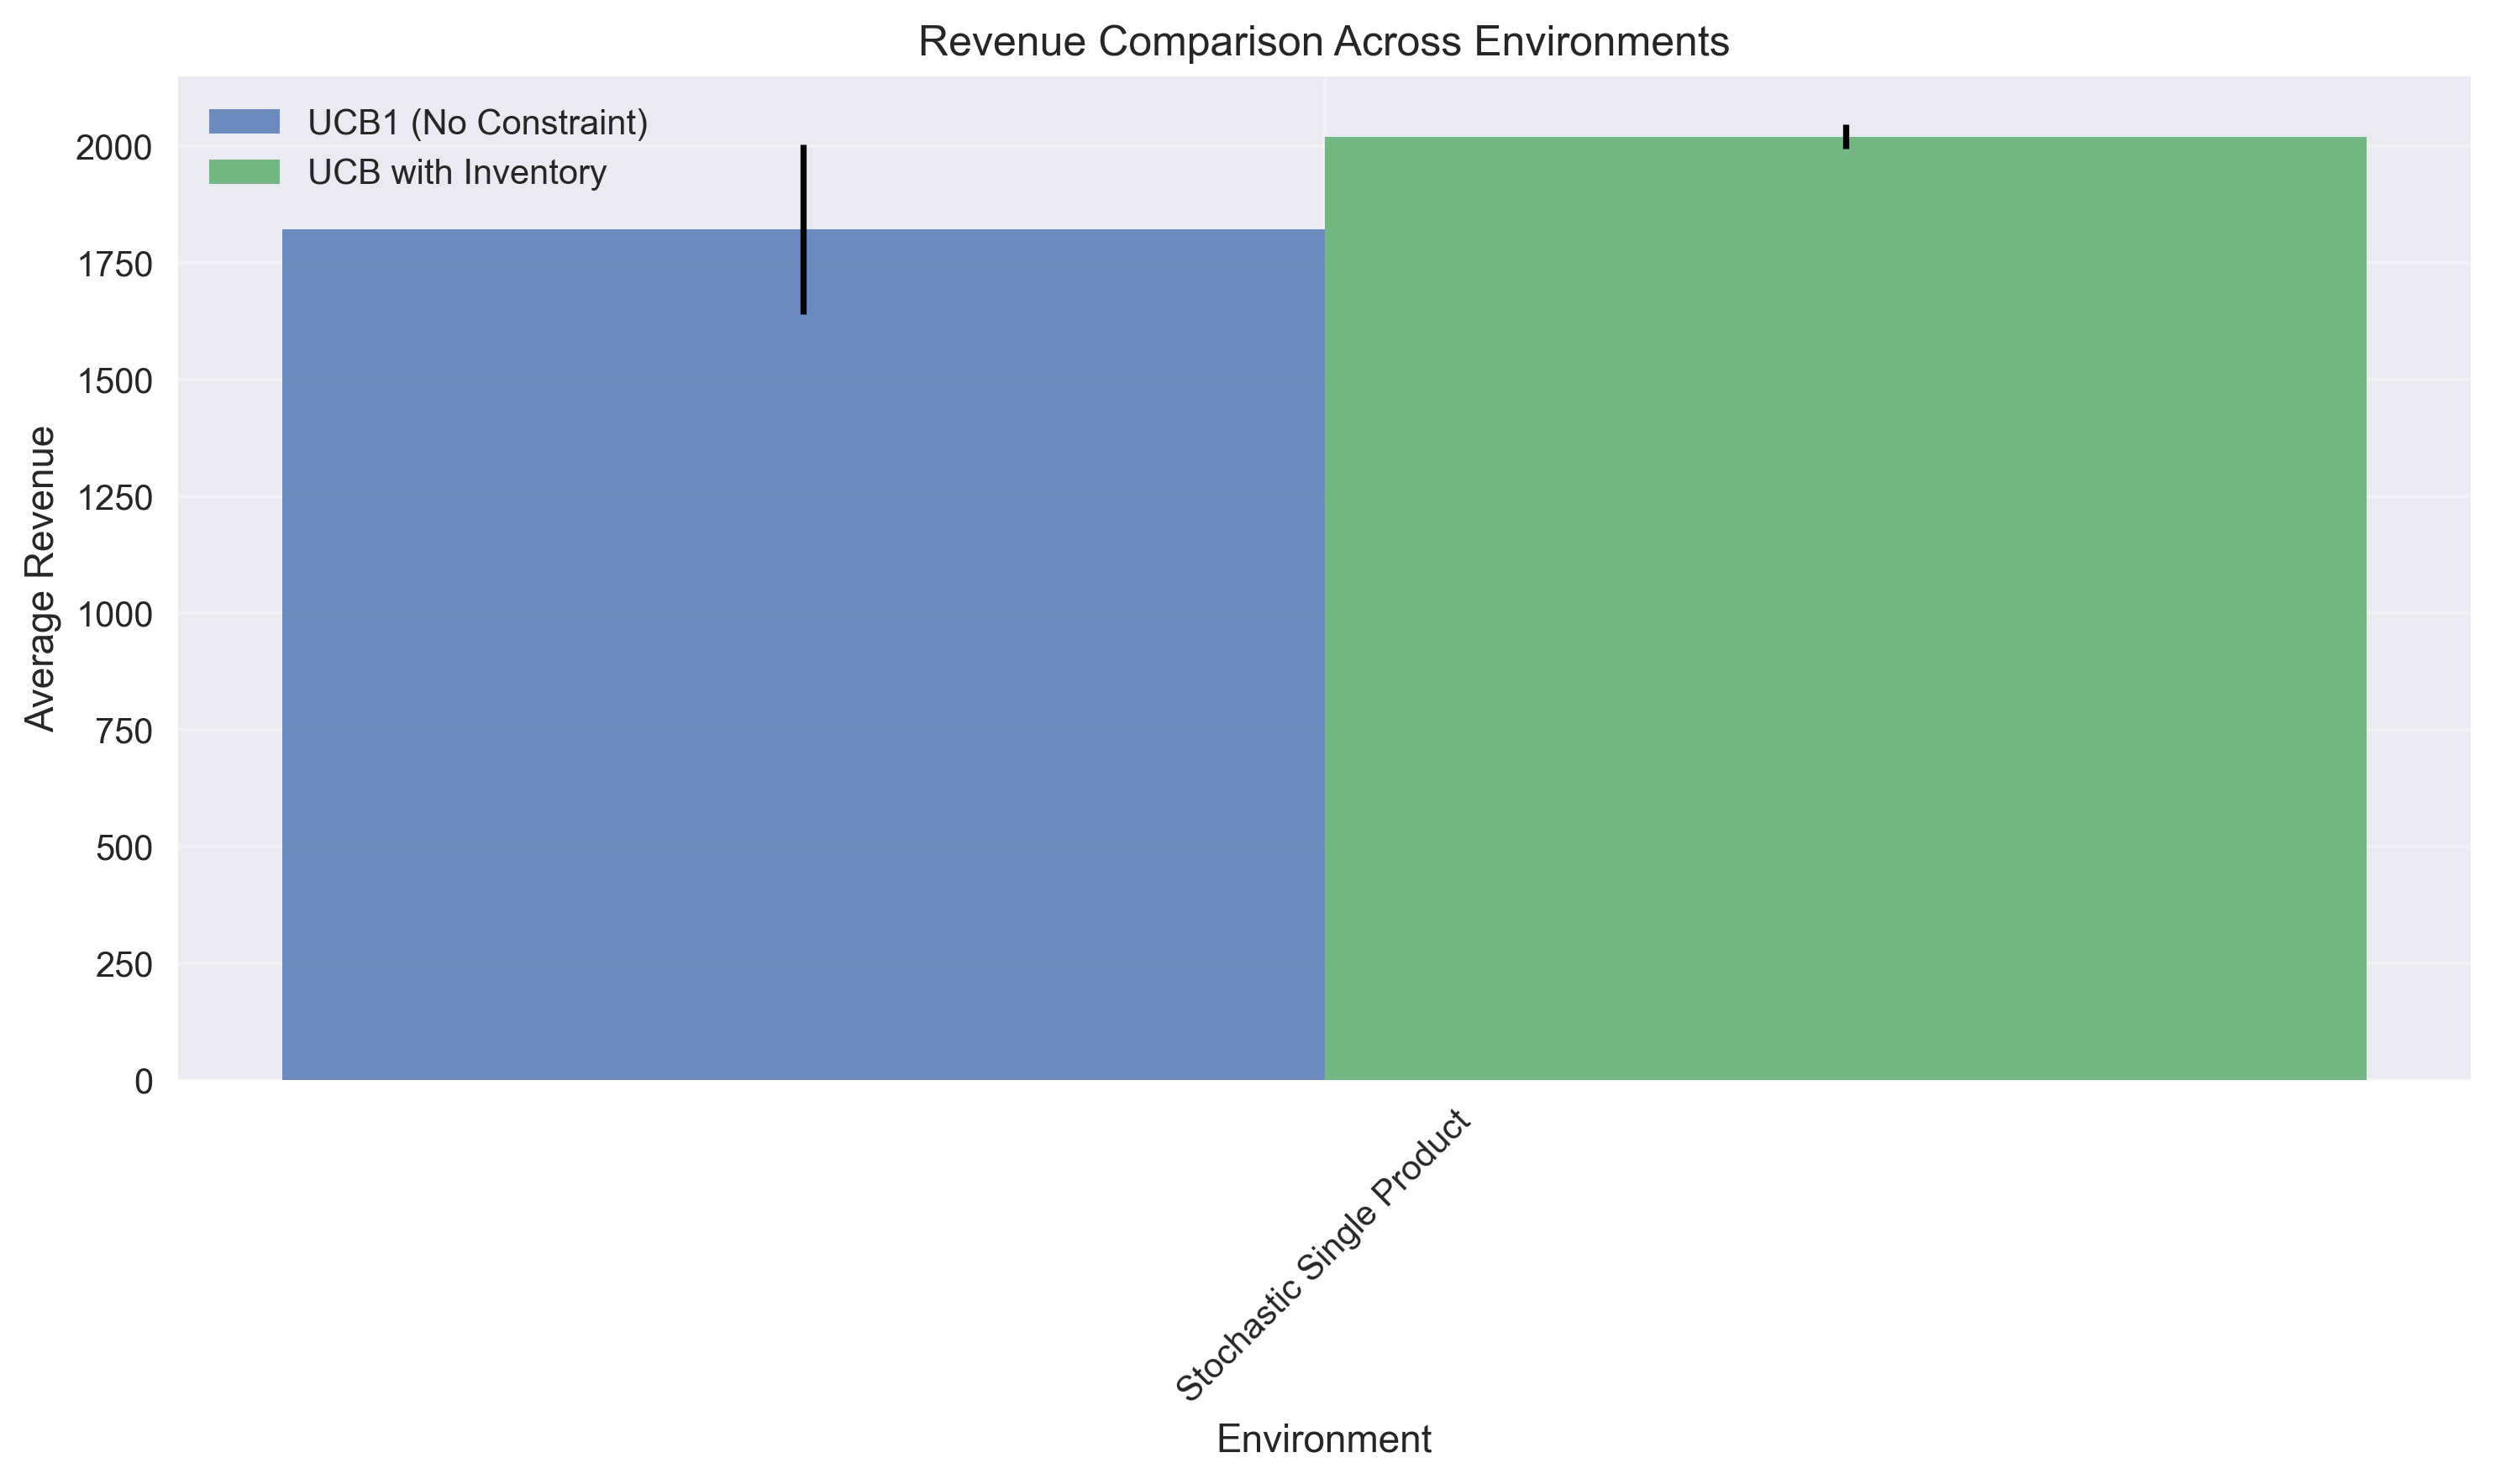 Revenue Comparison Across Environments
UCB1 (No Constraint)
UCB with Inventory
2000
1750
1500
1250
1000
750
500
250
0
Average Revenue
Stochastic Single Product
Environment